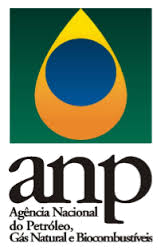 anp
Agência Nacional
do Petróleo,
Gás Natural e Biocombustíveis